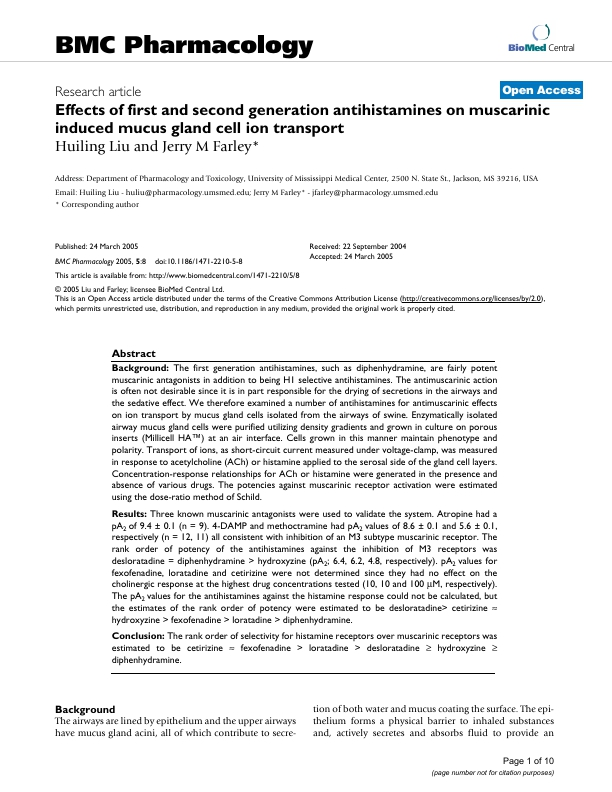 BMC Pharmacology
BioMed Central
Research article
Open Access
Effects of first and second generation antihistamines on muscarinic
induced mucus gland cell ion transport
Huiling Liu and Jerry M Farley*
Address: Department of Pharmacology and Toxicology, University of Mississippi Medical Center, 2500 N. State St., Jackson, MS 39216, USA
Email: Huiling Liu - huliu@pharmacology.umsmed.edu; Jerry M Farley* - jfarley@pharmacology.umsmed.edu
* Corresponding author
Published: 24 March 2005
Received: 22 September 2004
Accepted: 24 March 2005
BMC Pharmacology 2005, 5:8 doi:10.1186/1471-2210-5-8
This article is available from: http://www.biomedcentral.com/1471-2210/5/8
© 2005 Liu and Farley; licensee BioMed Central Ltd.
This is an Open Access article distributed under the terms of the Creative Commons Attribution License (http://creativecommons.org/licenses/by/2.0),
which permits unrestricted use, distribution, and reproduction in any medium, provided the original work is properly cited.
Abstract
Background: The first generation antihistamines, such as diphenhydramine, are fairly potent
muscarinic antagonists in addition to being H1 selective antihistamines. The antimuscarinic action
is often not desirable since it is in part responsible for the drying of secretions in the airways and
the sedative effect. We therefore examined a number of antihistamines for antimuscarinic effects
on ion transport by mucus gland cells isolated from the airways of swine. Enzymatically isolated
airway mucus gland cells were purified utilizing density gradients and grown in culture on porous
inserts (Millicell HA™) at an air interface. Cells grown in this manner maintain phenotype and
polarity. Transport of ions, as short-circuit current measured under voltage-clamp, was measured
in response to acetylcholine (ACh) or histamine applied to the serosal side of the gland cell layers.
Concentration-response relationships for ACh or histamine were generated in the presence and
absence of various drugs. The potencies against muscarinic receptor activation were estimated
using the dose-ratio method of Schild.
Results: Three known muscarinic antagonists were used to validate the system. Atropine had a
pA2 of 9.4 ± 0.1 (n = 9). 4-DAMP and methoctramine had pA2 values of 8.6 ± 0.1 and 5.6 ± 0.1,
respectively (n = 12, 11) all consistent with inhibition of an M3 subtype muscarinic receptor. The
rank order of potency of the antihistamines against the inhibition of M3 receptors was
desloratadine = diphenhydramine > hydroxyzine (pA2; 6.4, 6.2, 4.8, respectively). pA2 values for
fexofenadine, loratadine and cetirizine were not determined since they had no effect on the
cholinergic response at the highest drug concentrations tested (10, 10 and 100 μM, respectively).
The pA2 values for the antihistamines against the histamine response could not be calculated, but
the estimates of the rank order of potency were estimated to be desloratadine> cetirizine ≈
hydroxyzine > fexofenadine > loratadine > diphenhydramine.
Conclusion: The rank order of selectivity for histamine receptors over muscarinic receptors was
estimated to be cetirizine ≈ fexofenadine > loratadine > desloratadine ≥ hydroxyzine ≥
diphenhydramine.
Background
The airways are lined by epithelium and the upper airways
have mucus gland acini, all of which contribute to secre-
tion of both water and mucus coating the surface. The epi-
thelium forms a physical barrier to inhaled substances
and, actively secretes and absorbs fluid to provide an
Page 1 of 10
(page number not for citation purposes)